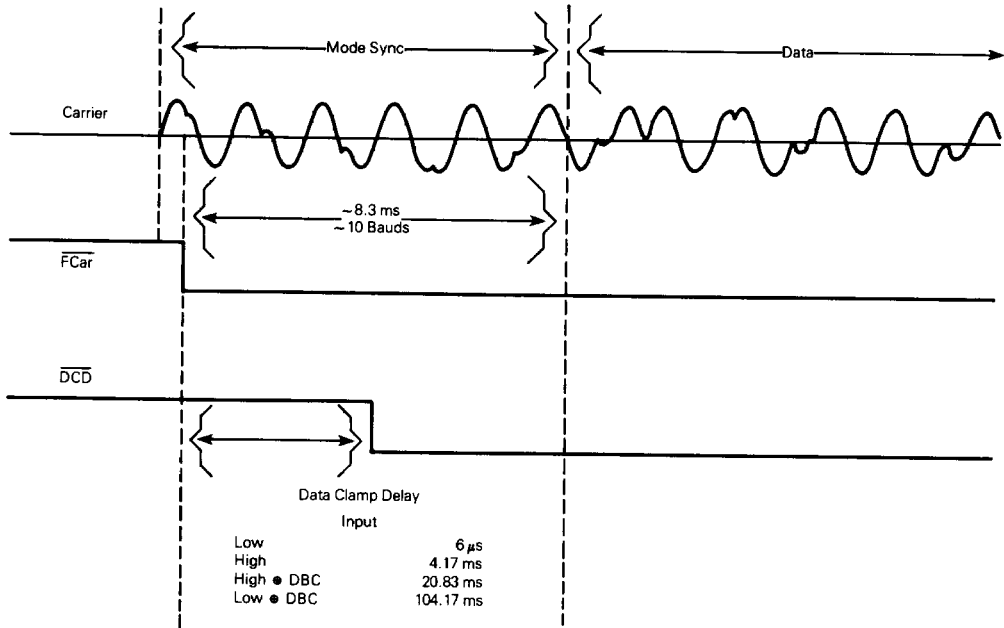 Mode Sync
Data
Carrier
~8.3 ms
~10 Bauds
FCar
DCD
Data Clamp Delay
Input
Low 6 μs
High 4.17 ms
High ⊕ DBC 20.83 ms
Low ⊕ DBC 104.17 ms